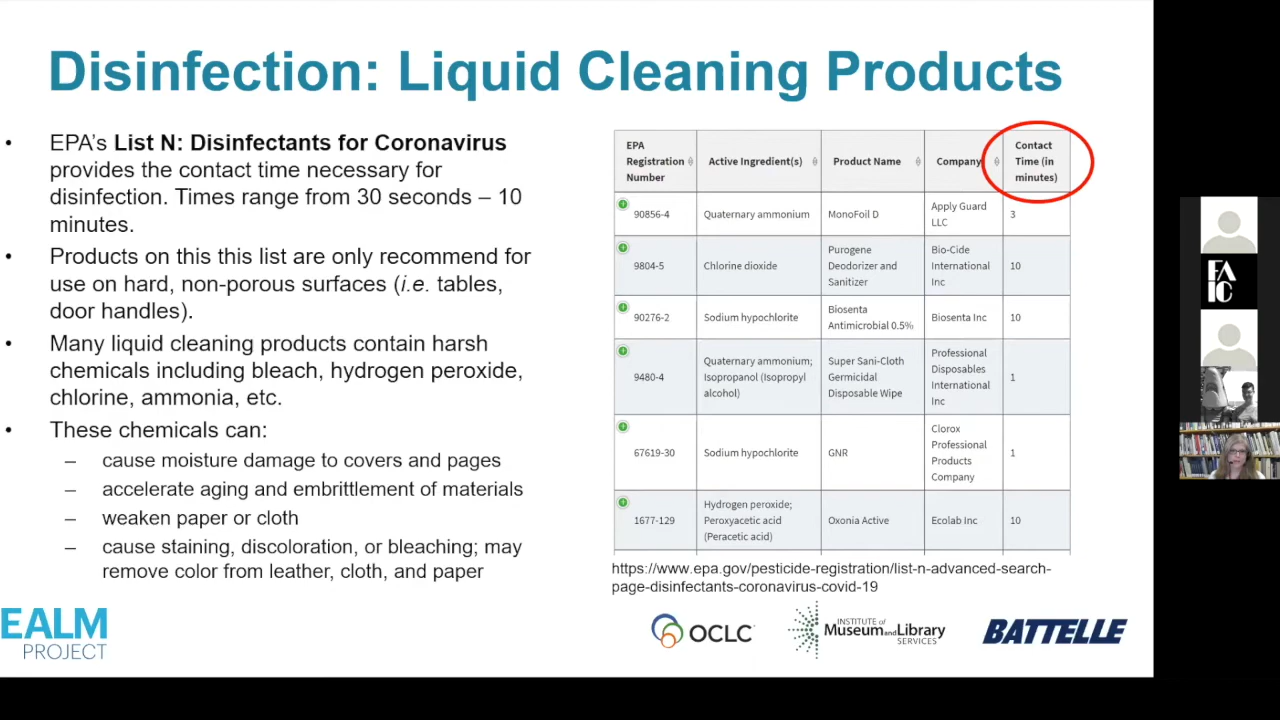 Disinfection: Liquid Cleaning Products
• EPA's List N: Disinfectants for Coronavirus
provides the contact time necessary for
disinfection. Times range from 30 seconds – 10
minutes.
• Products on this this list are only recommend for
use on hard, non-porous surfaces (i.e. tables,
door handles).
• Many liquid cleaning products contain harsh
chemicals including bleach, hydrogen peroxide,
chlorine, ammonia, etc.
• These chemicals can:
– cause moisture damage to covers and pages
– accelerate aging and embrittlement of materials
– weaken paper or cloth
– cause staining, discoloration, or bleaching; may
remove color from leather, cloth, and paper
EPA
Registration
Number
Active Ingredient(s)
Product Name
Company
Contact
Time (in
minutes)
90856-4
Quaternary ammonium
MonoFoil D
Apply Guard
LLC
3
9804-5
Chlorine dioxide
Purogene
Deodorizer and
Sanitizer
Bio-Cide
International
Inc
10
90276-2
Sodium hypochlorite
Biosenta
Antimicrobial 0.5%
Biosenta Inc
10
9480-4
Quaternary ammonium;
Isopropanol (Isopropyl
alcohol)
Super Sani-Cloth
Germicidal
Disposable Wipe
Professional
Disposables
International
Inc
1
67619-30
Sodium hypochlorite
GNR
Clorox
Professional
Products
Company
1
1677-129
Hydrogen peroxide;
Peroxyacetic acid
(Peracetic acid)
Oxonia Active
Ecolab Inc
10
https://www.epa.gov/pesticide-registration/list-n-advanced-search-
page-disinfectants-coronavirus-covid-19
EALM
PROJECT
OCLC
INSTITUTE of
Museum and Library
SERVICES
BATTELLE
FA
IC